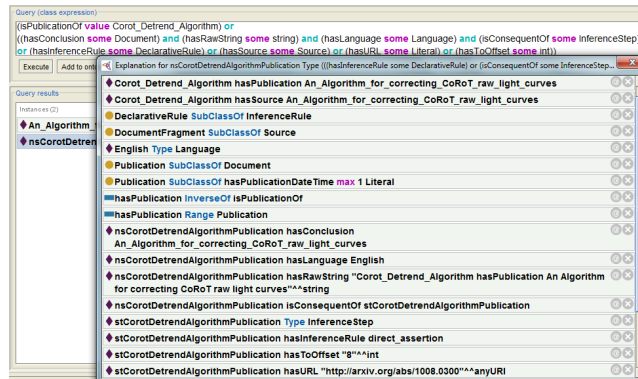 Query (class expression)
(isPublicationOf value Corot_Detrend_Algorithm) or
((hasConclusion some Document) and (hasRawString some string) and (hasLanguage some Language) and (isConsequentOf some InferenceStep)
or (hasInferenceRule some DeclarativeRule) or (hasSource some Source) or (hasURL some Literal) or (hasToOffset some int))
Execute
Add to onto
Explanation for nsCorotDetrendAlgorithmPublication Type (((hasInferenceRule some DeclarativeRule) or (isConsequentOf some InferenceStep...
Query results
Instances (2)
An_Algorithm_
nsCorotDetren
Corot_Detrend_Algorithm hasPublication An_Algorithm_for_correcting_CoRoT_raw_light_curves
Corot_Detrend_Algorithm hasSource An_Algorithm_for_correcting_CoRoT_raw_light_curves
DeclarativeRule SubClassOf InferenceRule
DocumentFragment SubClassOf Source
English Type Language
Publication SubClassOf Document
Publication SubClassOf hasPublicationDateTime max 1 Literal
hasPublication InverseOf isPublicationOf
hasPublication Range Publication
nsCorotDetrendAlgorithmPublication hasConclusion
An_Algorithm_for_correcting_CoRoT_raw_light_curves
nsCorotDetrendAlgorithmPublication hasLanguage English
nsCorotDetrendAlgorithmPublication hasRawString "Corot_Detrend_Algorithm hasPublication An Algorithm
for correcting CoRoT raw light curves"^^string
nsCorotDetrendAlgorithmPublication isConsequentOf stCorotDetrendAlgorithmPublication
stCorotDetrendAlgorithmPublication Type InferenceStep
stCorotDetrendAlgorithmPublication hasInferenceRule direct_assertion
stCorotDetrendAlgorithmPublication hasToOffset "8"^^int
stCorotDetrendAlgorithmPublication hasURL "http://arxiv.org/abs/1008.0300"^^anyURI